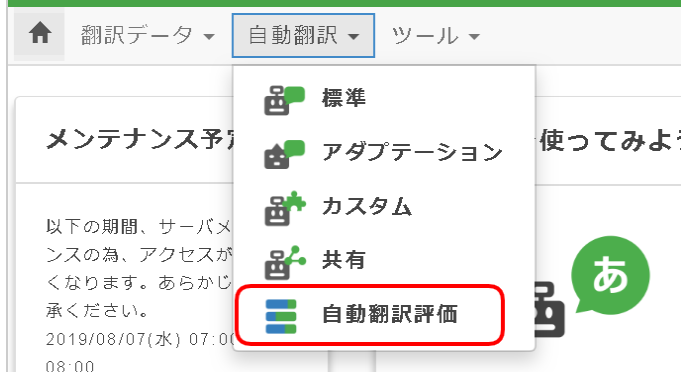 翻訳データ 自動翻訳 ツール
標準
アダプテーション
カスタム
共有
自動翻訳評価
メンテナンス予定
以下の期間、サーバメ
ンスの為、アクセスが
くなります。あらかじ
承ください。
2019/08/07(水) 07:00
08:00
使ってみよう
あ